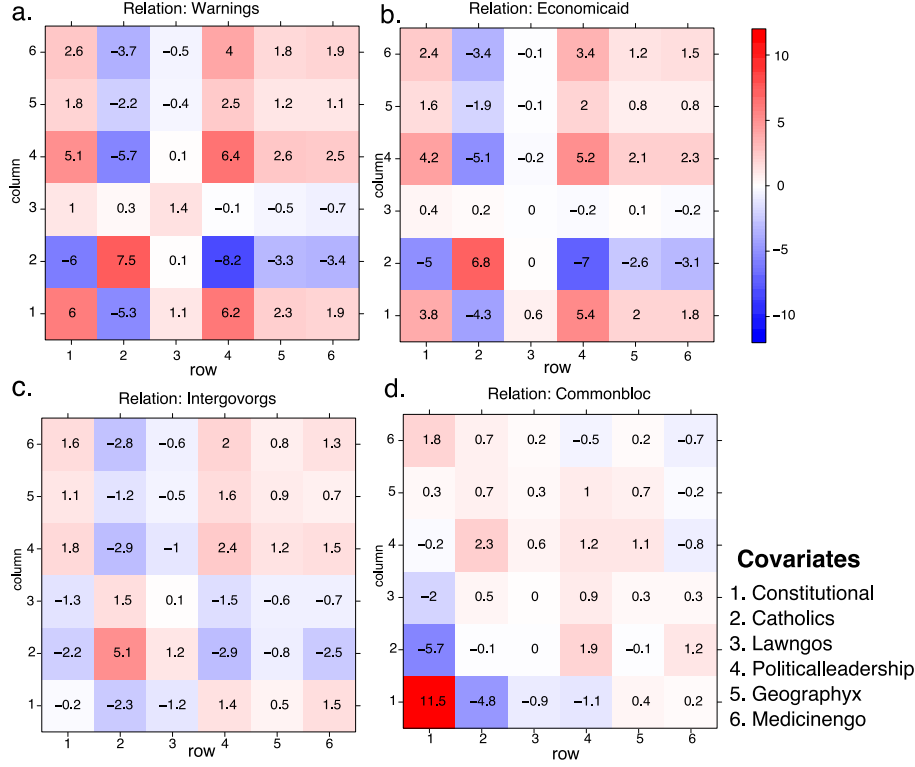 a.
Relation: Warnings
6 2.6 −3.7 −0.5 4 1.8 1.9
5 1.8 −2.2 −0.4 2.5 1.2 1.1
4 5.1 −5.7 0.1 6.4 2.6 2.5
3 1 0.3 1.4 −0.1 −0.5 −0.7
2 −6 7.5 0.1 −8.2 −3.3 −3.4
1 6 −5.3 1.1 6.2 2.3 1.9
1 2 3 4 5 6
row
column
b.
Relation: Economicaid
6 2.4 −3.4 −0.1 3.4 1.2 1.5
5 1.6 −1.9 −0.1 2 0.8 0.8
4 4.2 −5.1 −0.2 5.2 2.1 2.3
3 0.4 0.2 0 −0.2 0.1 −0.2
2 −5 6.8 0 −7 −2.6 −3.1
1 3.8 −4.3 0.6 5.4 2 1.8
1 2 3 4 5 6
row
column
10
5
0
−5
−10
c.
Relation: Intergovorgs
6 1.6 −2.8 −0.6 2 0.8 1.3
5 1.1 −1.2 −0.5 1.6 0.9 0.7
4 1.8 −2.9 −1 2.4 1.2 1.5
3 −1.3 1.5 0.1 −1.5 −0.6 −0.7
2 −2.2 5.1 1.2 −2.9 −0.8 −2.5
1 −0.2 −2.3 −1.2 1.4 0.5 1.5
1 2 3 4 5 6
row
column
d.
Relation: Commonbloc
6 1.8 0.7 0.2 −0.5 0.2 −0.7
5 0.3 0.7 0.3 1 0.7 −0.2
4 −0.2 2.3 0.6 1.2 1.1 −0.8
3 −2 0.5 0 0.9 0.3 0.3
2 −5.7 −0.1 0 1.9 −0.1 1.2
1 11.5 −4.8 −0.9 −1.1 0.4 0.2
1 2 3 4 5 6
row
column
Covariates
1. Constitutional
2. Catholics
3. Lawngos
4. Politicalleadership
5. Geographyx
6. Medicinengo